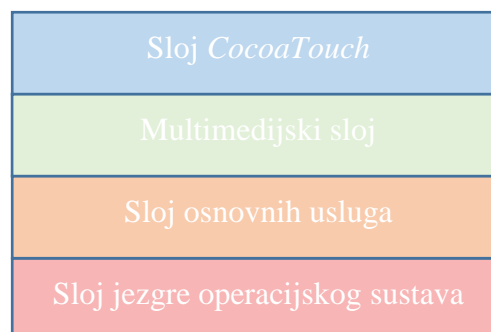 Sloj CocoaTouch
Multimedijski sloj
Sloj osnovnih usluga
Sloj jezgre operacijskog sustava